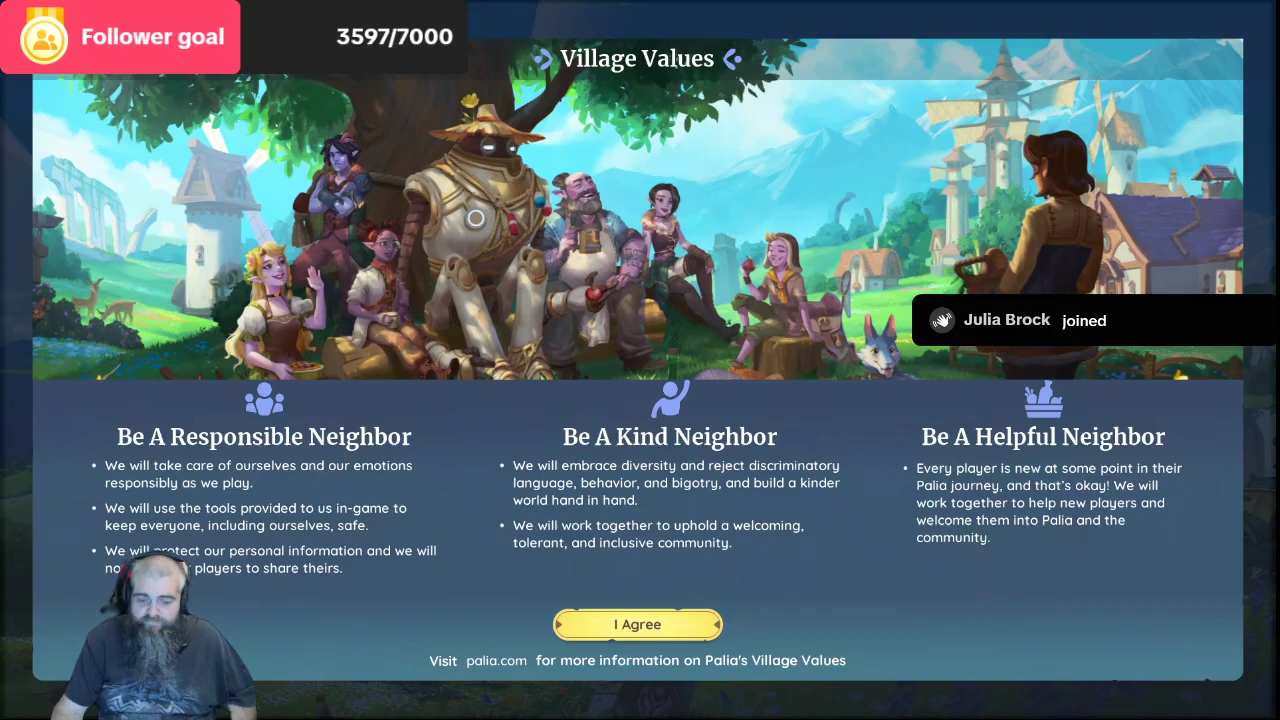 Follower goal
3597/7000
Village Values
Julia Brock joined
Be A Responsible Neighbor
• We will take care of ourselves and our emotions
responsibly as we play.
• We will use the tools provided to us in-game to
keep everyone, including ourselves, safe.
• We will protect our personal information and we will
players to share theirs.
Be A Kind Neighbor
• We will embrace diversity and reject discriminatory
language, behavior, and bigotry, and build a kinder
world hand in hand.
• We will work together to uphold a welcoming,
tolerant, and inclusive community.
Be A Helpful Neighbor
• Every player is new at some point in their
Palia journey, and that's okay! We will
work together to help new players and
welcome them into Palia and the
community.
I Agree
Visit palia.com for more information on Palia's Village Values